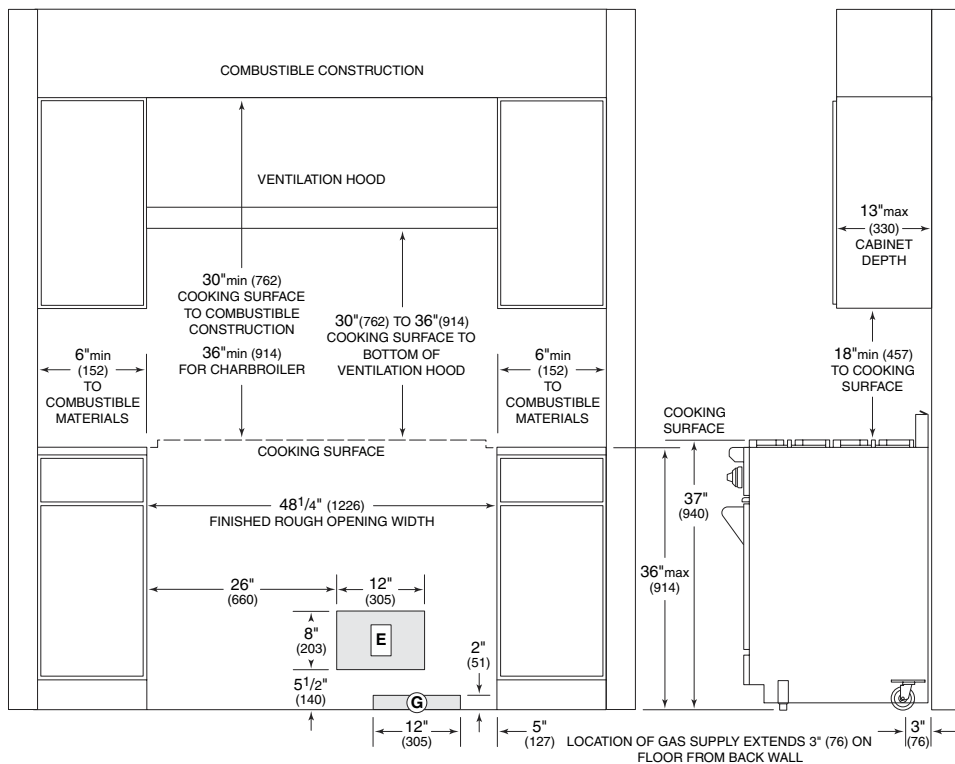 COMBUSTIBLE CONSTRUCTION
VENTILATION HOOD
13"max
(330)
CABINET
DEPTH
30"min (762)
COOKING SURFACE
TO COMBUSTIBLE
CONSTRUCTION
36"min (914)
FOR CHARBROILER
30"(762) TO 36"(914)
COOKING SURFACE TO
BOTTOM OF
VENTILATION HOOD
6"min
(152)
TO
COMBUSTIBLE
MATERIALS
6"min
(152)
TO
COMBUSTIBLE
MATERIALS
18"min (457)
TO COOKING
SURFACE
COOKING
SURFACE
COOKING SURFACE
48 1/4" (1226)
FINISHED ROUGH OPENING WIDTH
37"
(940)
36"max
(914)
26"
(660)
12"
(305)
8"
(203)
E
2"
(51)
5 1/2"
(140)
G
12"
(305)
5"
(127)
LOCATION OF GAS SUPPLY EXTENDS 3" (76) ON
FLOOR FROM BACK WALL
3"
(76)